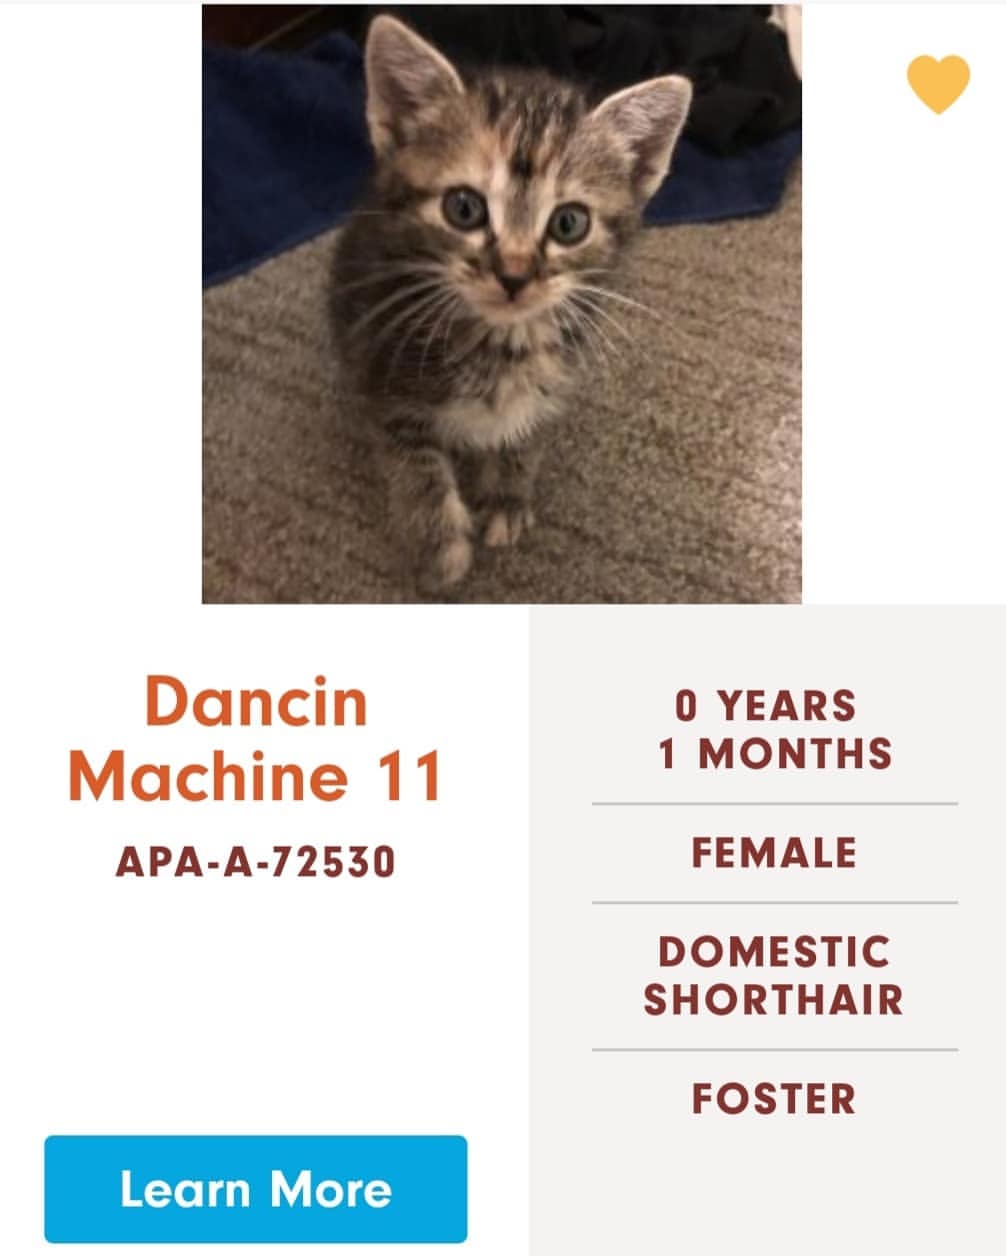 Dancin
Machine 11
APA-A-72530
Learn More
0 YEARS
1 MONTHS
FEMALE
DOMESTIC
SHORTHAIR
FOSTER